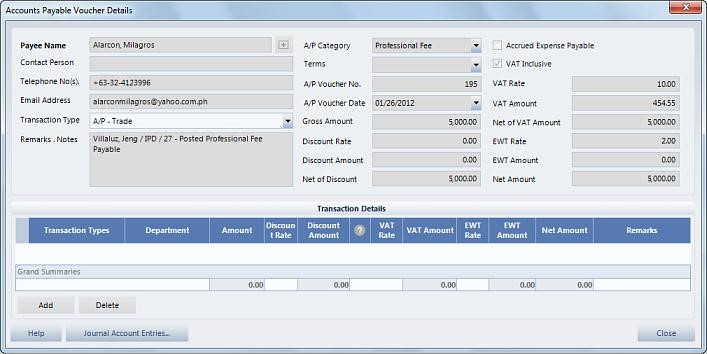 Accounts Payable Voucher Details
Payee Name Alarcon, Milagros
Contact Person
Telephone No(s). +63-32-4123996
Email Address alarconmilagros@yahoo.com.ph
Transaction Type A/P - Trade
Remarks . Notes Villaluz, Jeng / IPD / 27 - Posted Professional Fee
Payable
A/P Category Professional Fee
Terms
A/P Voucher No. 195
A/P Voucher Date 01/26/2012
Gross Amount 5,000.00
Discount Rate 0.00
Discount Amount 0.00
Net of Discount 5,000.00
Accrued Expense Payable
VAT Inclusive
VAT Rate 10.00
VAT Amount 454.55
Net of VAT Amount 5,000.00
EWT Rate 2.00
EWT Amount 0.00
Net Amount 5,000.00
Transaction Details
Transaction Types Department Amount Discoun t Rate Discount Amount ? VAT Rate VAT Amount EWT Rate EWT Amount Net Amount Remarks
Grand Summaries
0.00 0.00 0.00 0.00 0.00
Add Delete
Help Journal Account Entries... Close